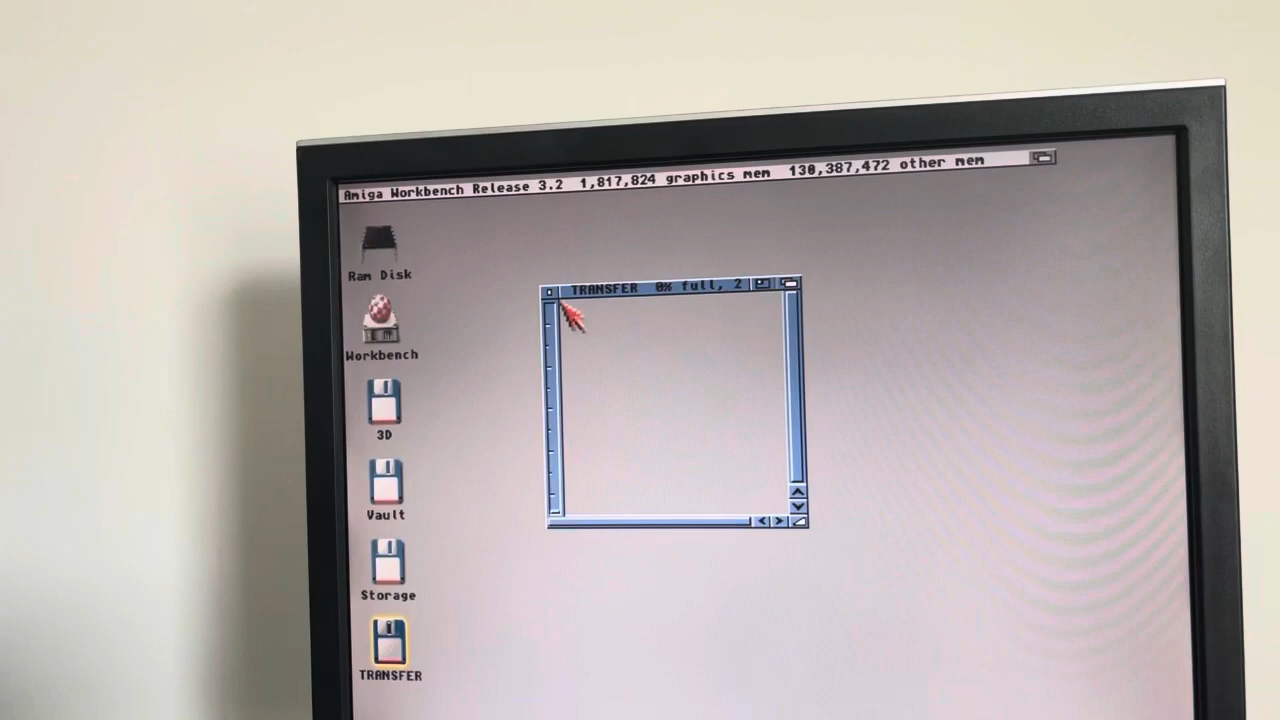 Amiga Workbench Release 3.2 1,817,824 graphics mem 130,387,472 other mem
Ram Disk
Workbench
3D
Vault
Storage
TRANSFER
TRANSFER 0% full, 2